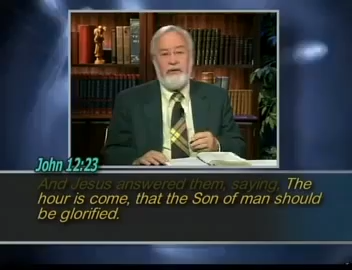 John 12:23
And Jesus answered them, saying, The
hour is come, that the Son of man should
be glorified.